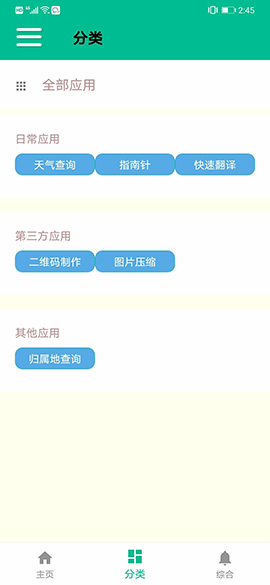 HD 2:45
分类
全部应用
日常应用
天气查询 指南针 快速翻译
第三方应用
二维码制作 图片压缩
其他应用
归属地查询
主页 分类 综合